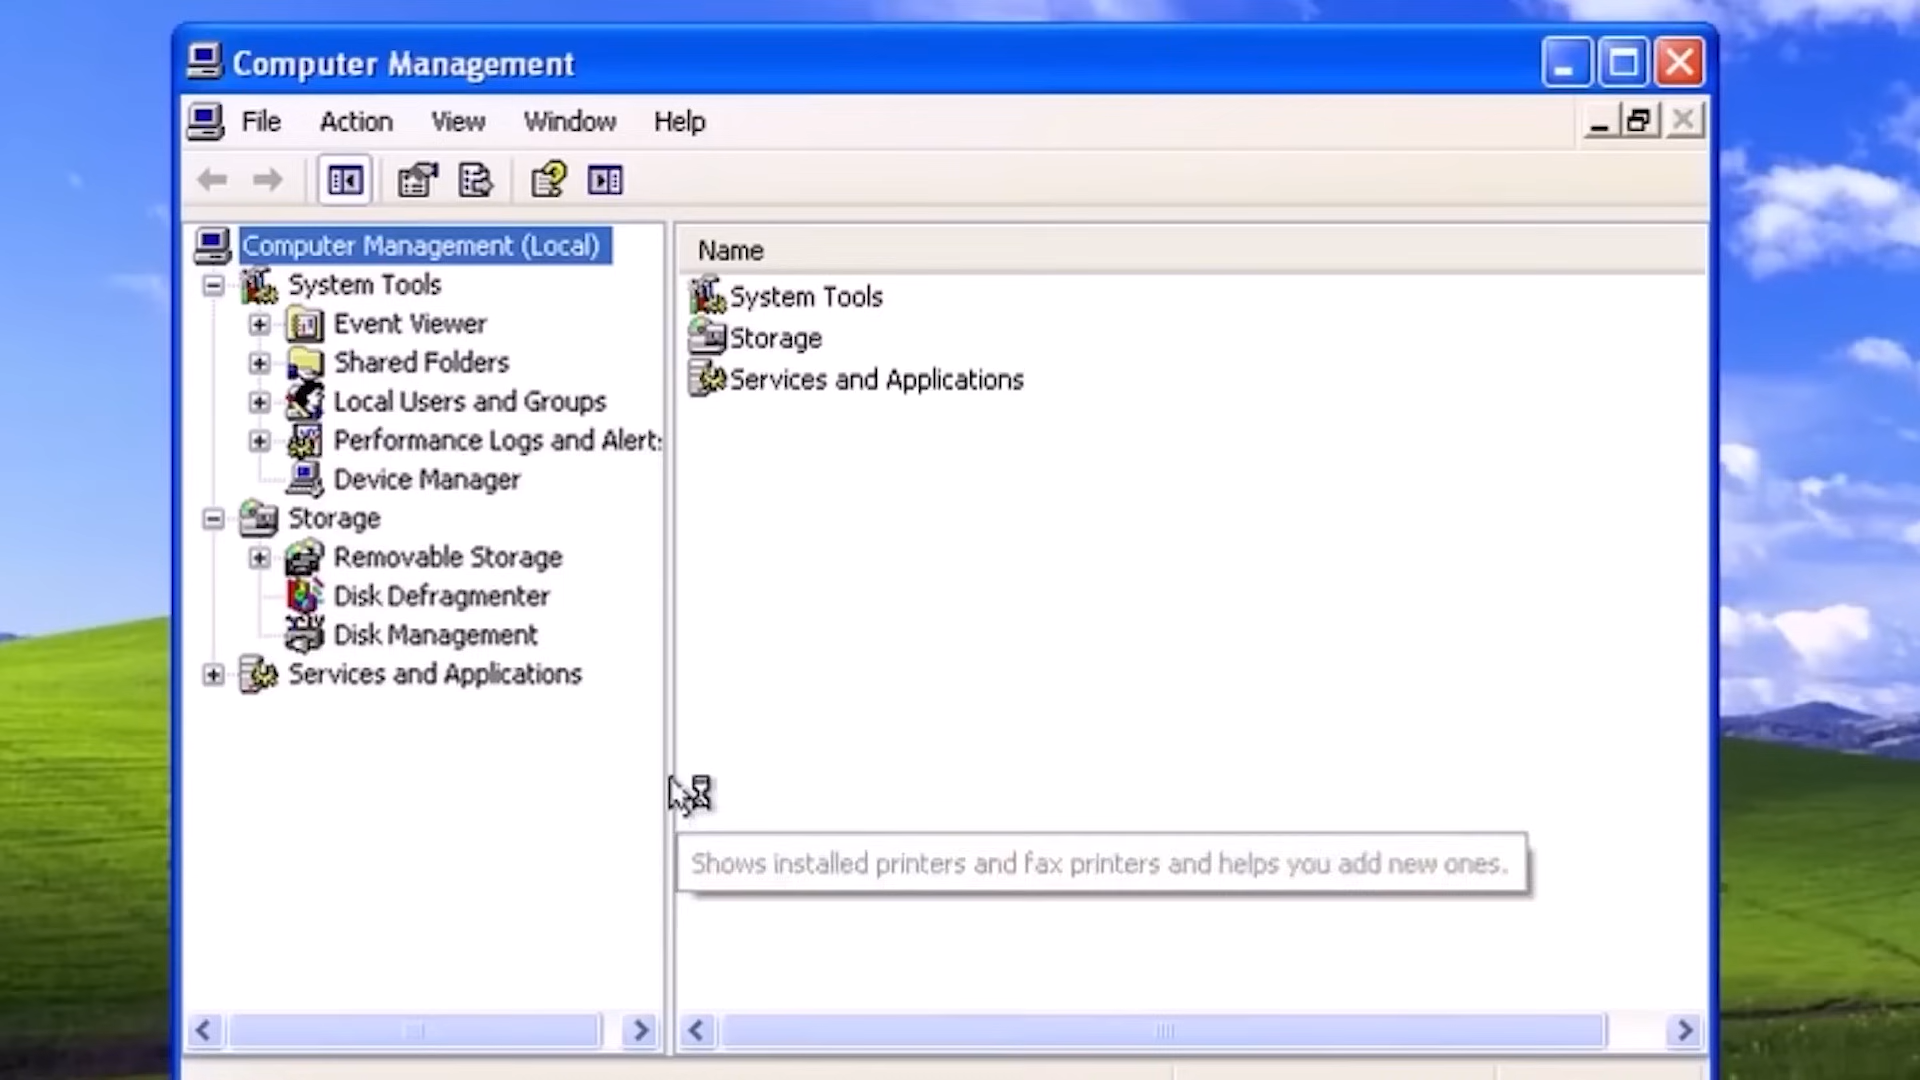 Computer Management
File Action View Window Help
Computer Management (Local)
System Tools
Event Viewer
Shared Folders
Local Users and Groups
Performance Logs and Alert
Device Manager
Storage
Removable Storage
Disk Defragmenter
Disk Management
Services and Applications
Name
System Tools
Storage
Services and Applications
Shows installed printers and fax printers and helps you add new ones.